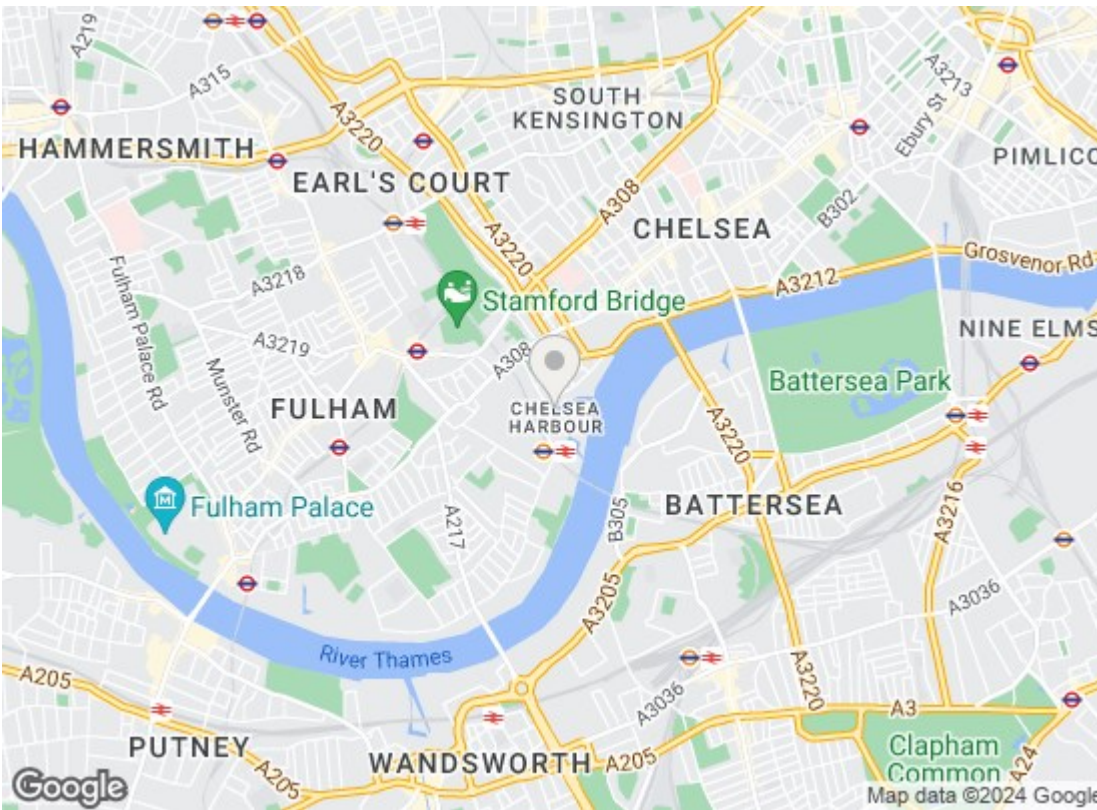 A219
A315
A3213
SOUTH
KENSINGTON
Ebury St
A3220
HAMMERSMITH
PIMLICO
EARL'S COURT
A308
B302
CHELSEA
A3220
Grosvenor Rd
Fulham Palace Rd
A3218
A3212
Stamford Bridge
NINE ELMS
A3219
A308
Munster Rd
Battersea Park
FULHAM
CHELSEA
HARBOUR
A3220
Fulham Palace
A217
B305
BATTERSEA
A3216
A3205
A3036
River Thames
A205
A3220
A3036
A3
PUTNEY
WANDSWORTH
A205
A205
Clapham
Common
A24
Google
Map data ©2024 Google